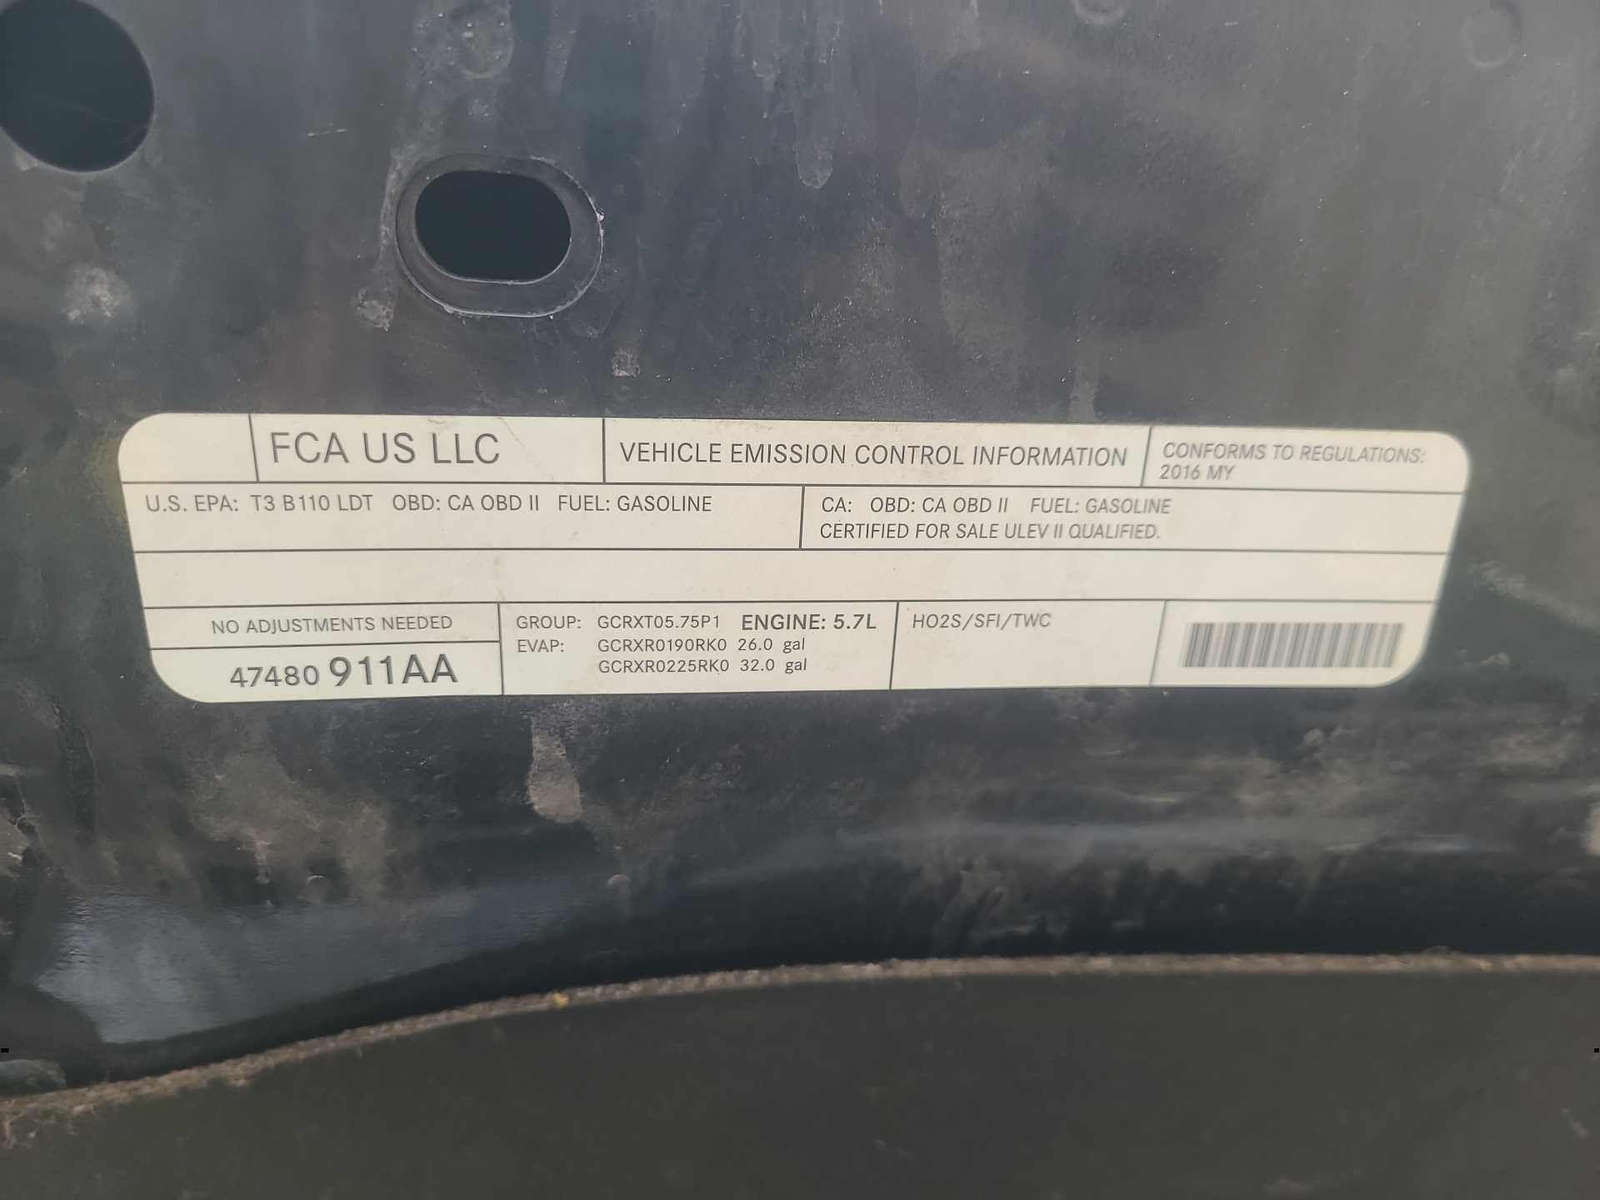 FCA US LLC
VEHICLE EMISSION CONTROL INFORMATION
CONFORMS TO REGULATIONS:
2016 MY
U.S. EPA: T3 B110 LDT OBD: CA OBD II FUEL: GASOLINE
CA: OBD: CA OBD II FUEL: GASOLINE
CERTIFIED FOR SALE ULEV II QUALIFIED.
NO ADJUSTMENTS NEEDED
47480 911AA
GROUP: GCRXT05.75P1 ENGINE: 5.7L
EVAP: GCRXR0190RK0 26.0 gal
GCRXR0225RK0 32.0 gal
HO2S/SFI/TWC